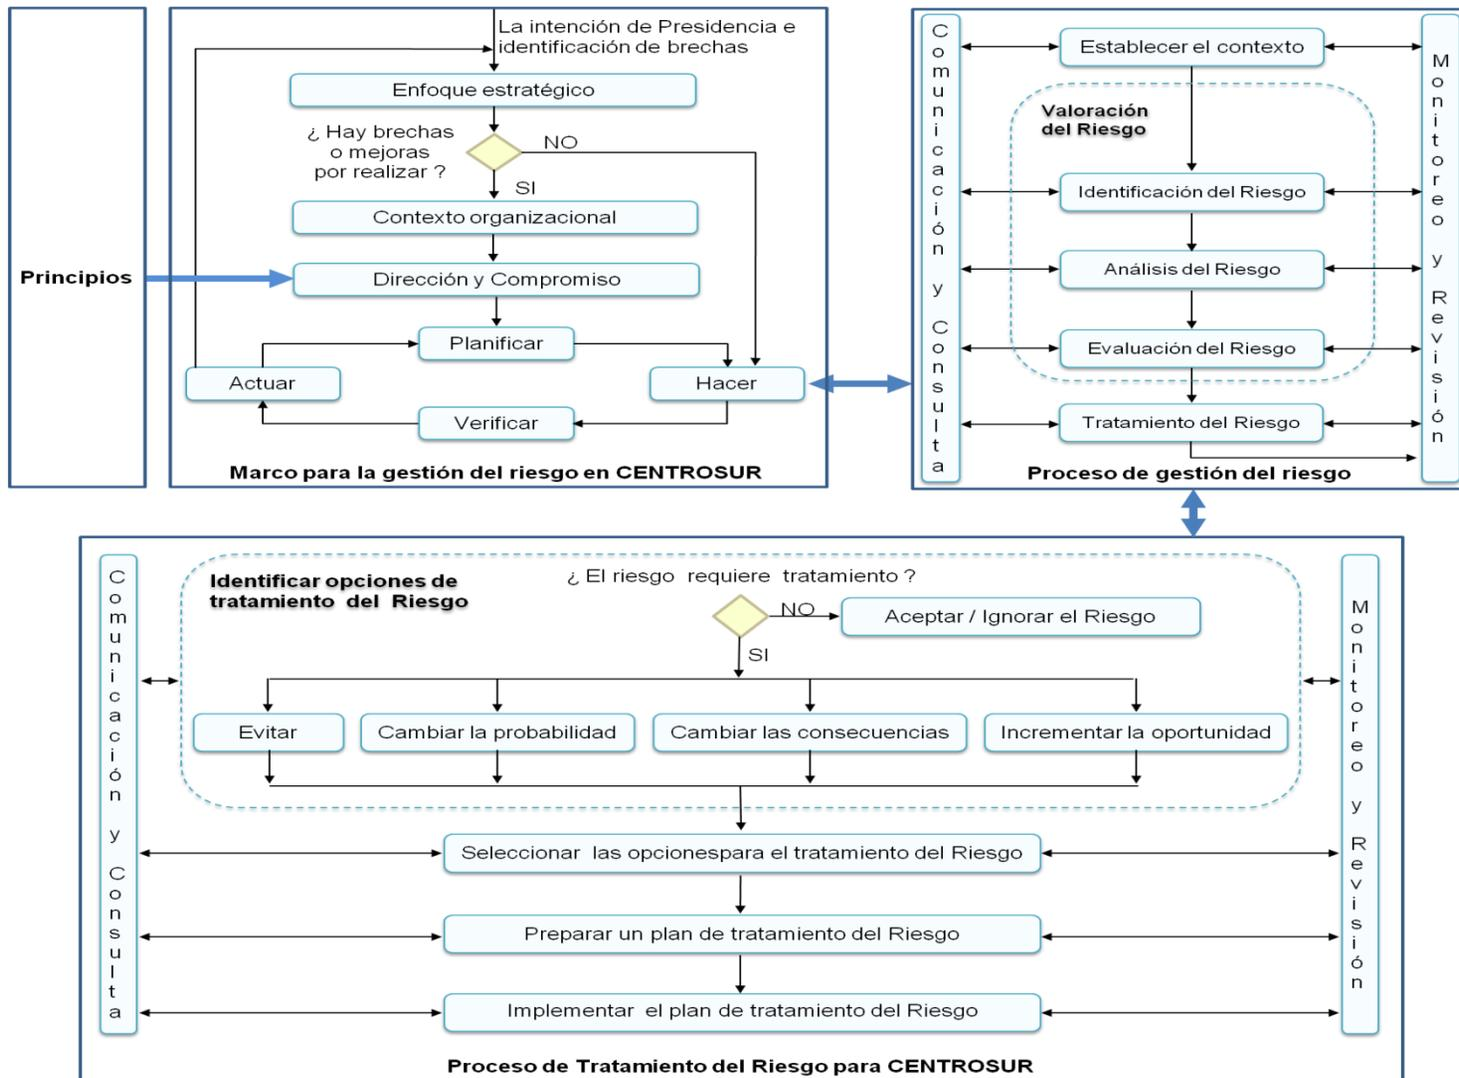 Principios
La intención de Presidencia e
identificación de brechas
Enfoque estratégico
¿ Hay brechas
o mejoras
por realizar ?
NO
SI
Contexto organizacional
Dirección y Compromiso
Planificar
Actuar
Hacer
Verificar
Marco para la gestión del riesgo en CENTROSUR
Comunicación y Consulta
Establecer el contexto
Valoración
del Riesgo
Identificación del Riesgo
Análisis del Riesgo
Evaluación del Riesgo
Tratamiento del Riesgo
Monitoreo y Revisión
Proceso de gestión del riesgo
Comunicación y Consulta
Identificar opciones de
tratamiento del Riesgo
¿ El riesgo requiere tratamiento ?
NO
Aceptar / Ignorar el Riesgo
SI
Evitar
Cambiar la probabilidad
Cambiar las consecuencias
Incrementar la oportunidad
Seleccionar las opcionespara el tratamiento del Riesgo
Preparar un plan de tratamiento del Riesgo
Implementar el plan de tratamiento del Riesgo
Monitoreo y Revisión
Proceso de Tratamiento del Riesgo para CENTROSUR